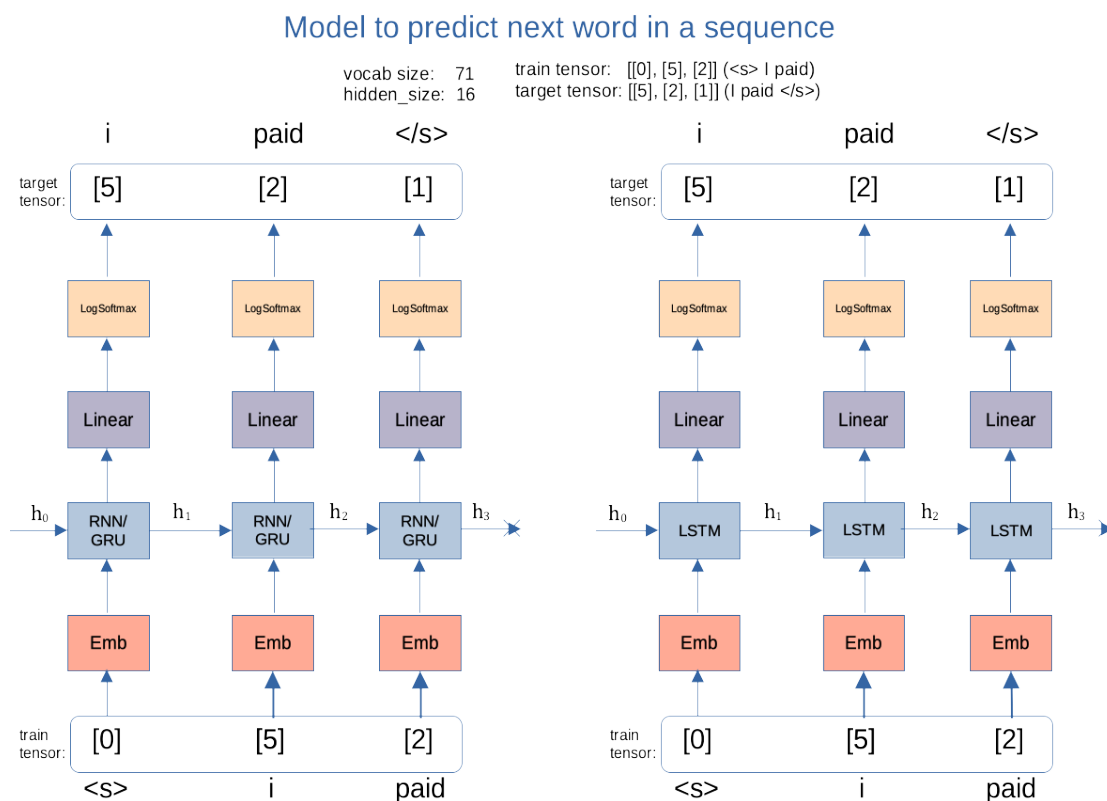 Model to predict next word in a sequence
vocab size: 71
hidden_size: 16
train tensor: [[0], [5], [2]] (<s> I paid)
target tensor: [[5], [2], [1]] (I paid </s>)
i paid </s>
target tensor: [5] [2] [1]
LogSoftmax LogSoftmax LogSoftmax
Linear Linear Linear
h₀ RNN/GRU h₁ RNN/GRU h₂ RNN/GRU h₃
Emb Emb Emb
train tensor: [0] [5] [2]
<s> i paid
i paid </s>
target tensor: [5] [2] [1]
LogSoftmax LogSoftmax LogSoftmax
Linear Linear Linear
h₀ LSTM h₁ LSTM h₂ LSTM h₃
Emb Emb Emb
train tensor: [0] [5] [2]
<s> i paid